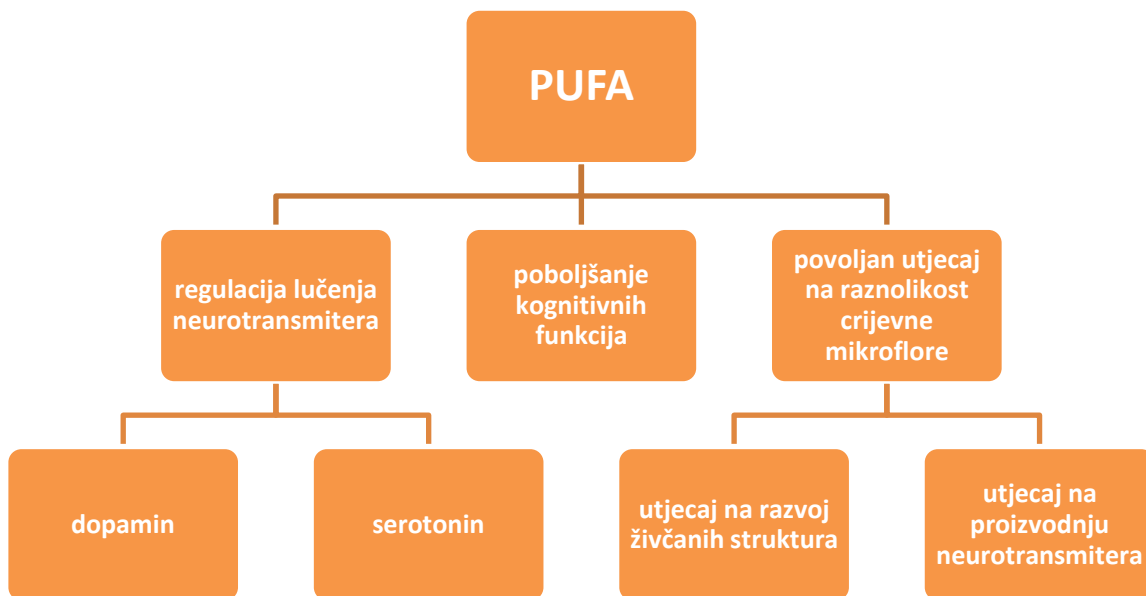 PUFA
regulacija lučenja
neurotransmitera
poboljšanje
kognitivnih
funkcija
povoljan utjecaj
na raznolikost
crijevne
mikroflore
dopamin
serotonin
utjecaj na razvoj
živčanih struktura
utjecaj na
proizvodnju
neurotransmitera